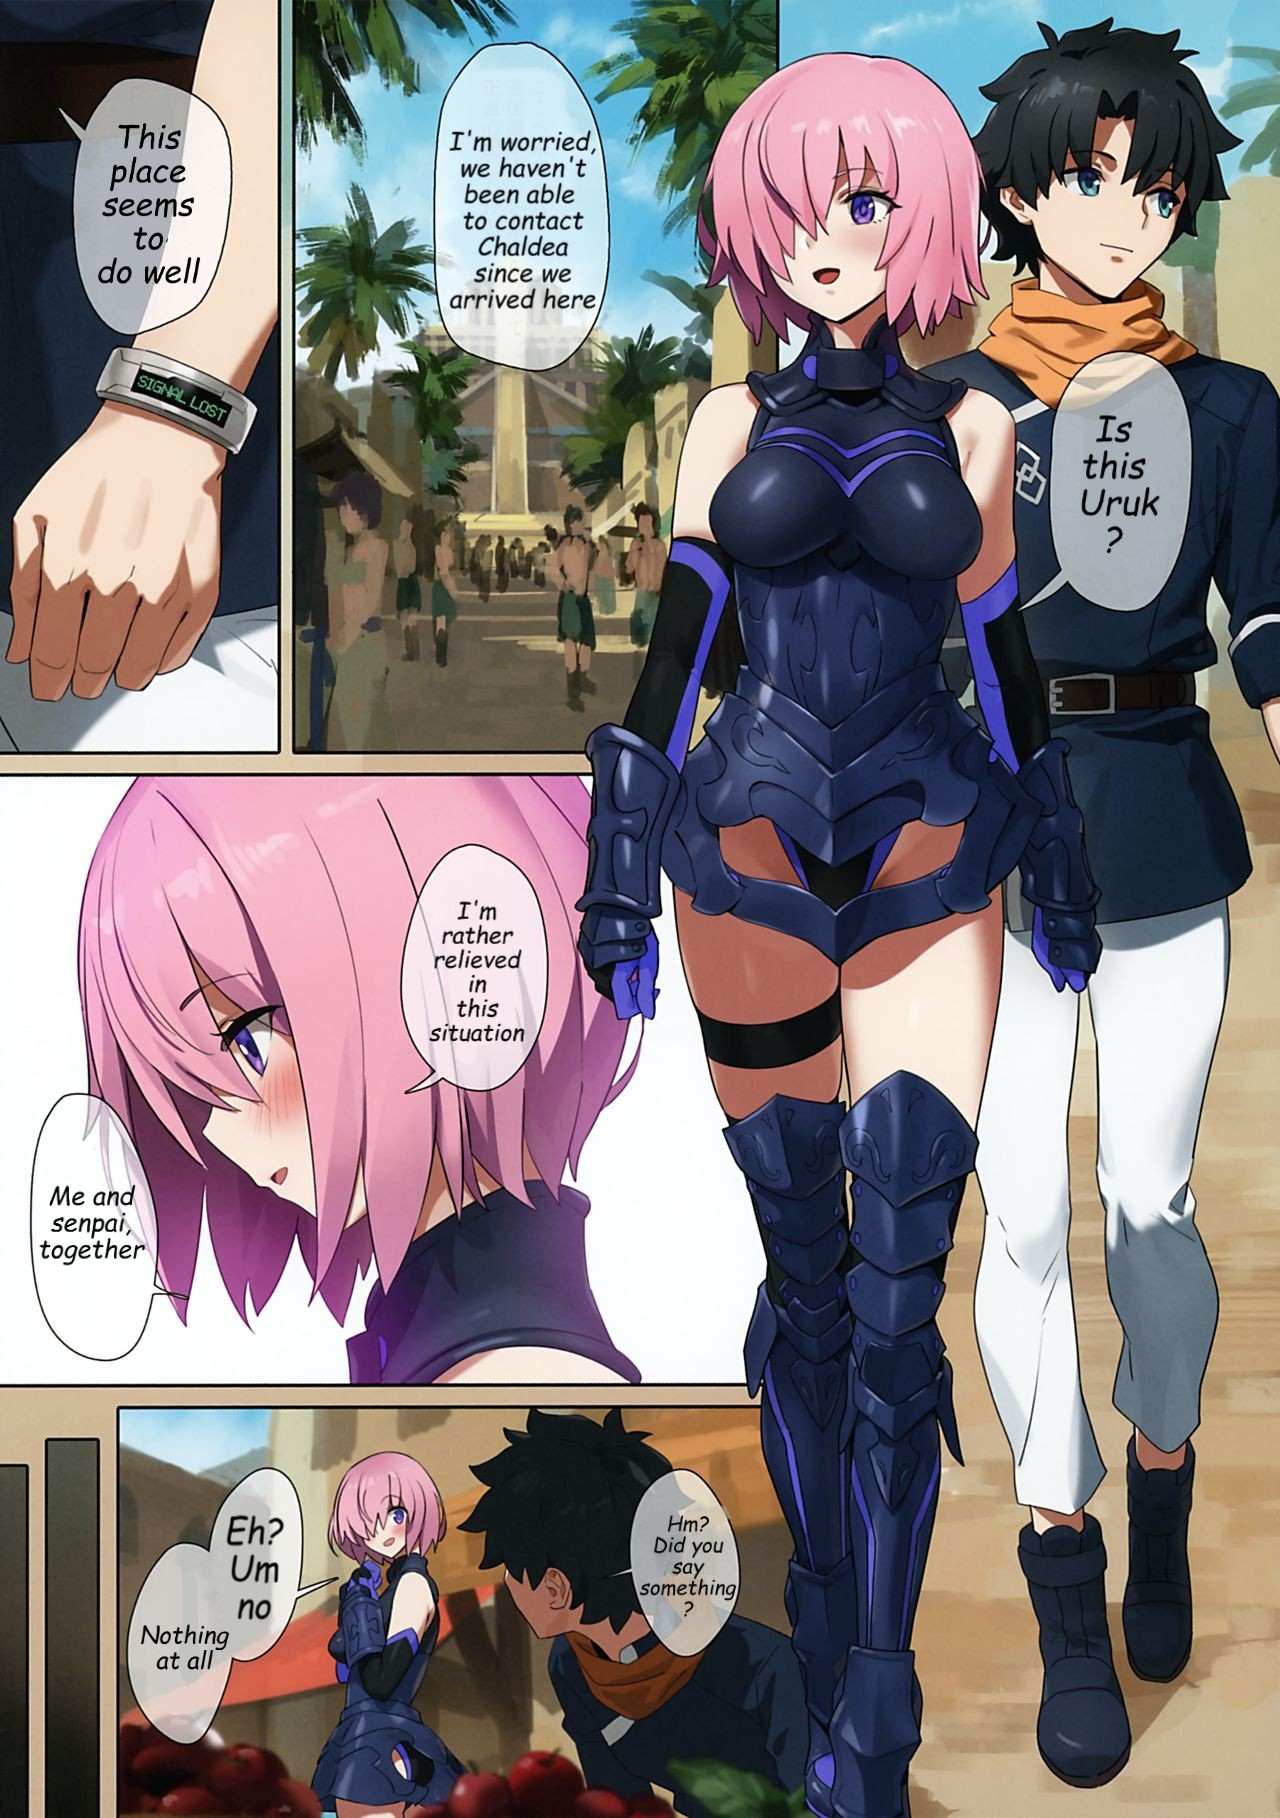 Is
this
Uruk
?
I'm worried,
we haven't
been able
to contact
Chaldea
since we
arrived here
This
place
seems
to
do well
SIGNAL LOST
I'm
rather
relieved
in
this
situation
Me and
senpai,
together
Hm?
Did you
say
something
?
Eh?
Um
no
Nothing
at all